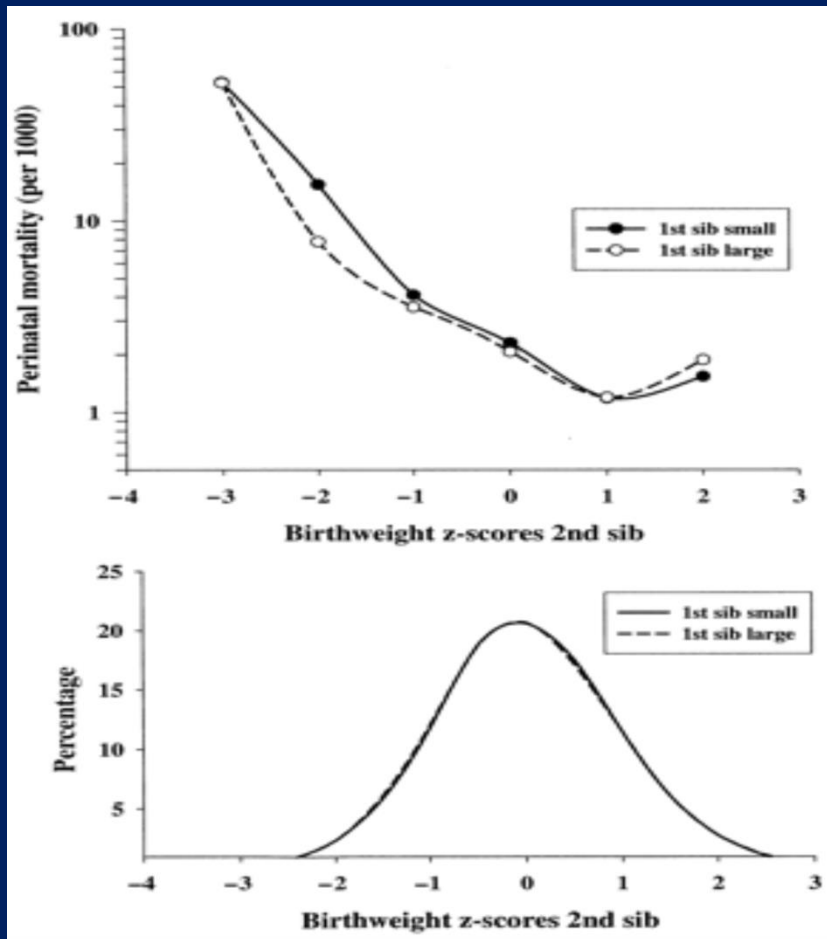 100
10
1
Perinatal mortality (per 1000)
1st sib small
1st sib large
−4 −3 −2 −1 0 1 2 3
Birthweight z-scores 2nd sib
25
20
15
10
5
Percentage
1st sib small
1st sib large
−4 −3 −2 −1 0 1 2 3
Birthweight z-scores 2nd sib